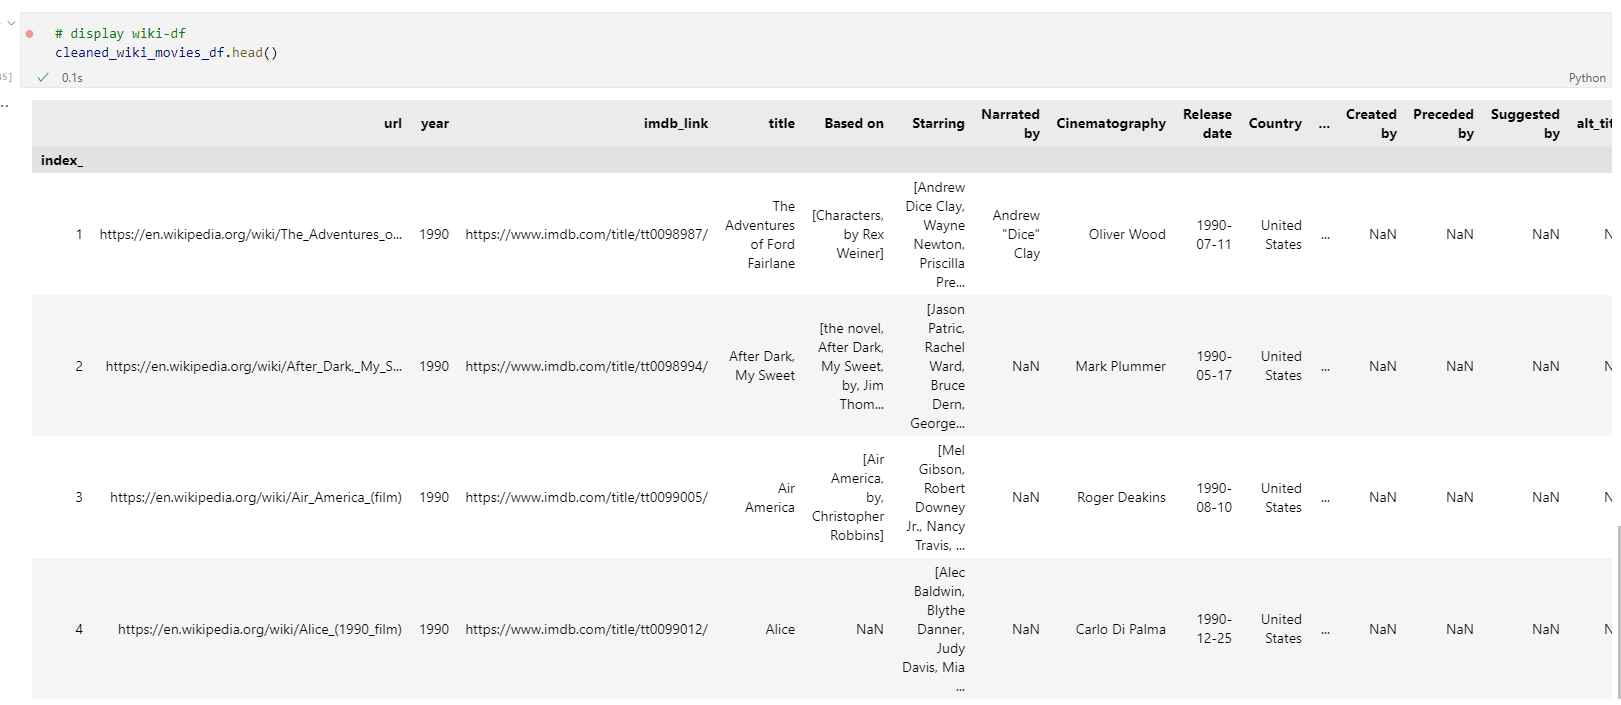 # display wiki-df
cleaned_wiki_movies_df.head()
0.1s
Python
url year imdb_link title Based on Starring Narrated by Cinematography Release date Country ... Created by Preceded by Suggested by alt_tit
index_
1 https://en.wikipedia.org/wiki/The_Adventures_o... 1990 https://www.imdb.com/title/tt0098987/ The Adventures of Ford Fairlane [Characters, by Rex Weiner] [Andrew Dice Clay, Wayne Newton, Priscilla Pre... Andrew "Dice" Clay Oliver Wood 1990-07-11 United States ... NaN NaN NaN N
2 https://en.wikipedia.org/wiki/After_Dark,_My_S... 1990 https://www.imdb.com/title/tt0098994/ After Dark, My Sweet [the novel, After Dark, My Sweet, by, Jim Thom... [Jason Patric, Rachel Ward, Bruce Dern, George... NaN Mark Plummer 1990-05-17 United States ... NaN NaN NaN N
3 https://en.wikipedia.org/wiki/Air_America_(film) 1990 https://www.imdb.com/title/tt0099005/ Air America [Air America, by, Christopher Robbins] [Mel Gibson, Robert Downey Jr., Nancy Travis, ... NaN Roger Deakins 1990-08-10 United States ... NaN NaN NaN N
4 https://en.wikipedia.org/wiki/Alice_(1990_film) 1990 https://www.imdb.com/title/tt0099012/ Alice NaN [Alec Baldwin, Blythe Danner, Judy Davis, Mia ... NaN Carlo Di Palma 1990-12-25 United States ... NaN NaN NaN N